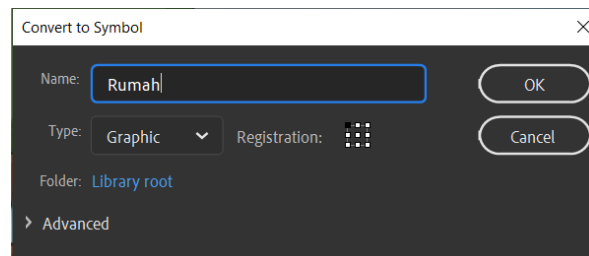 Convert to Symbol
Name: Rumah OK
Type: Graphic Registration: Cancel
Folder: Library root
Advanced